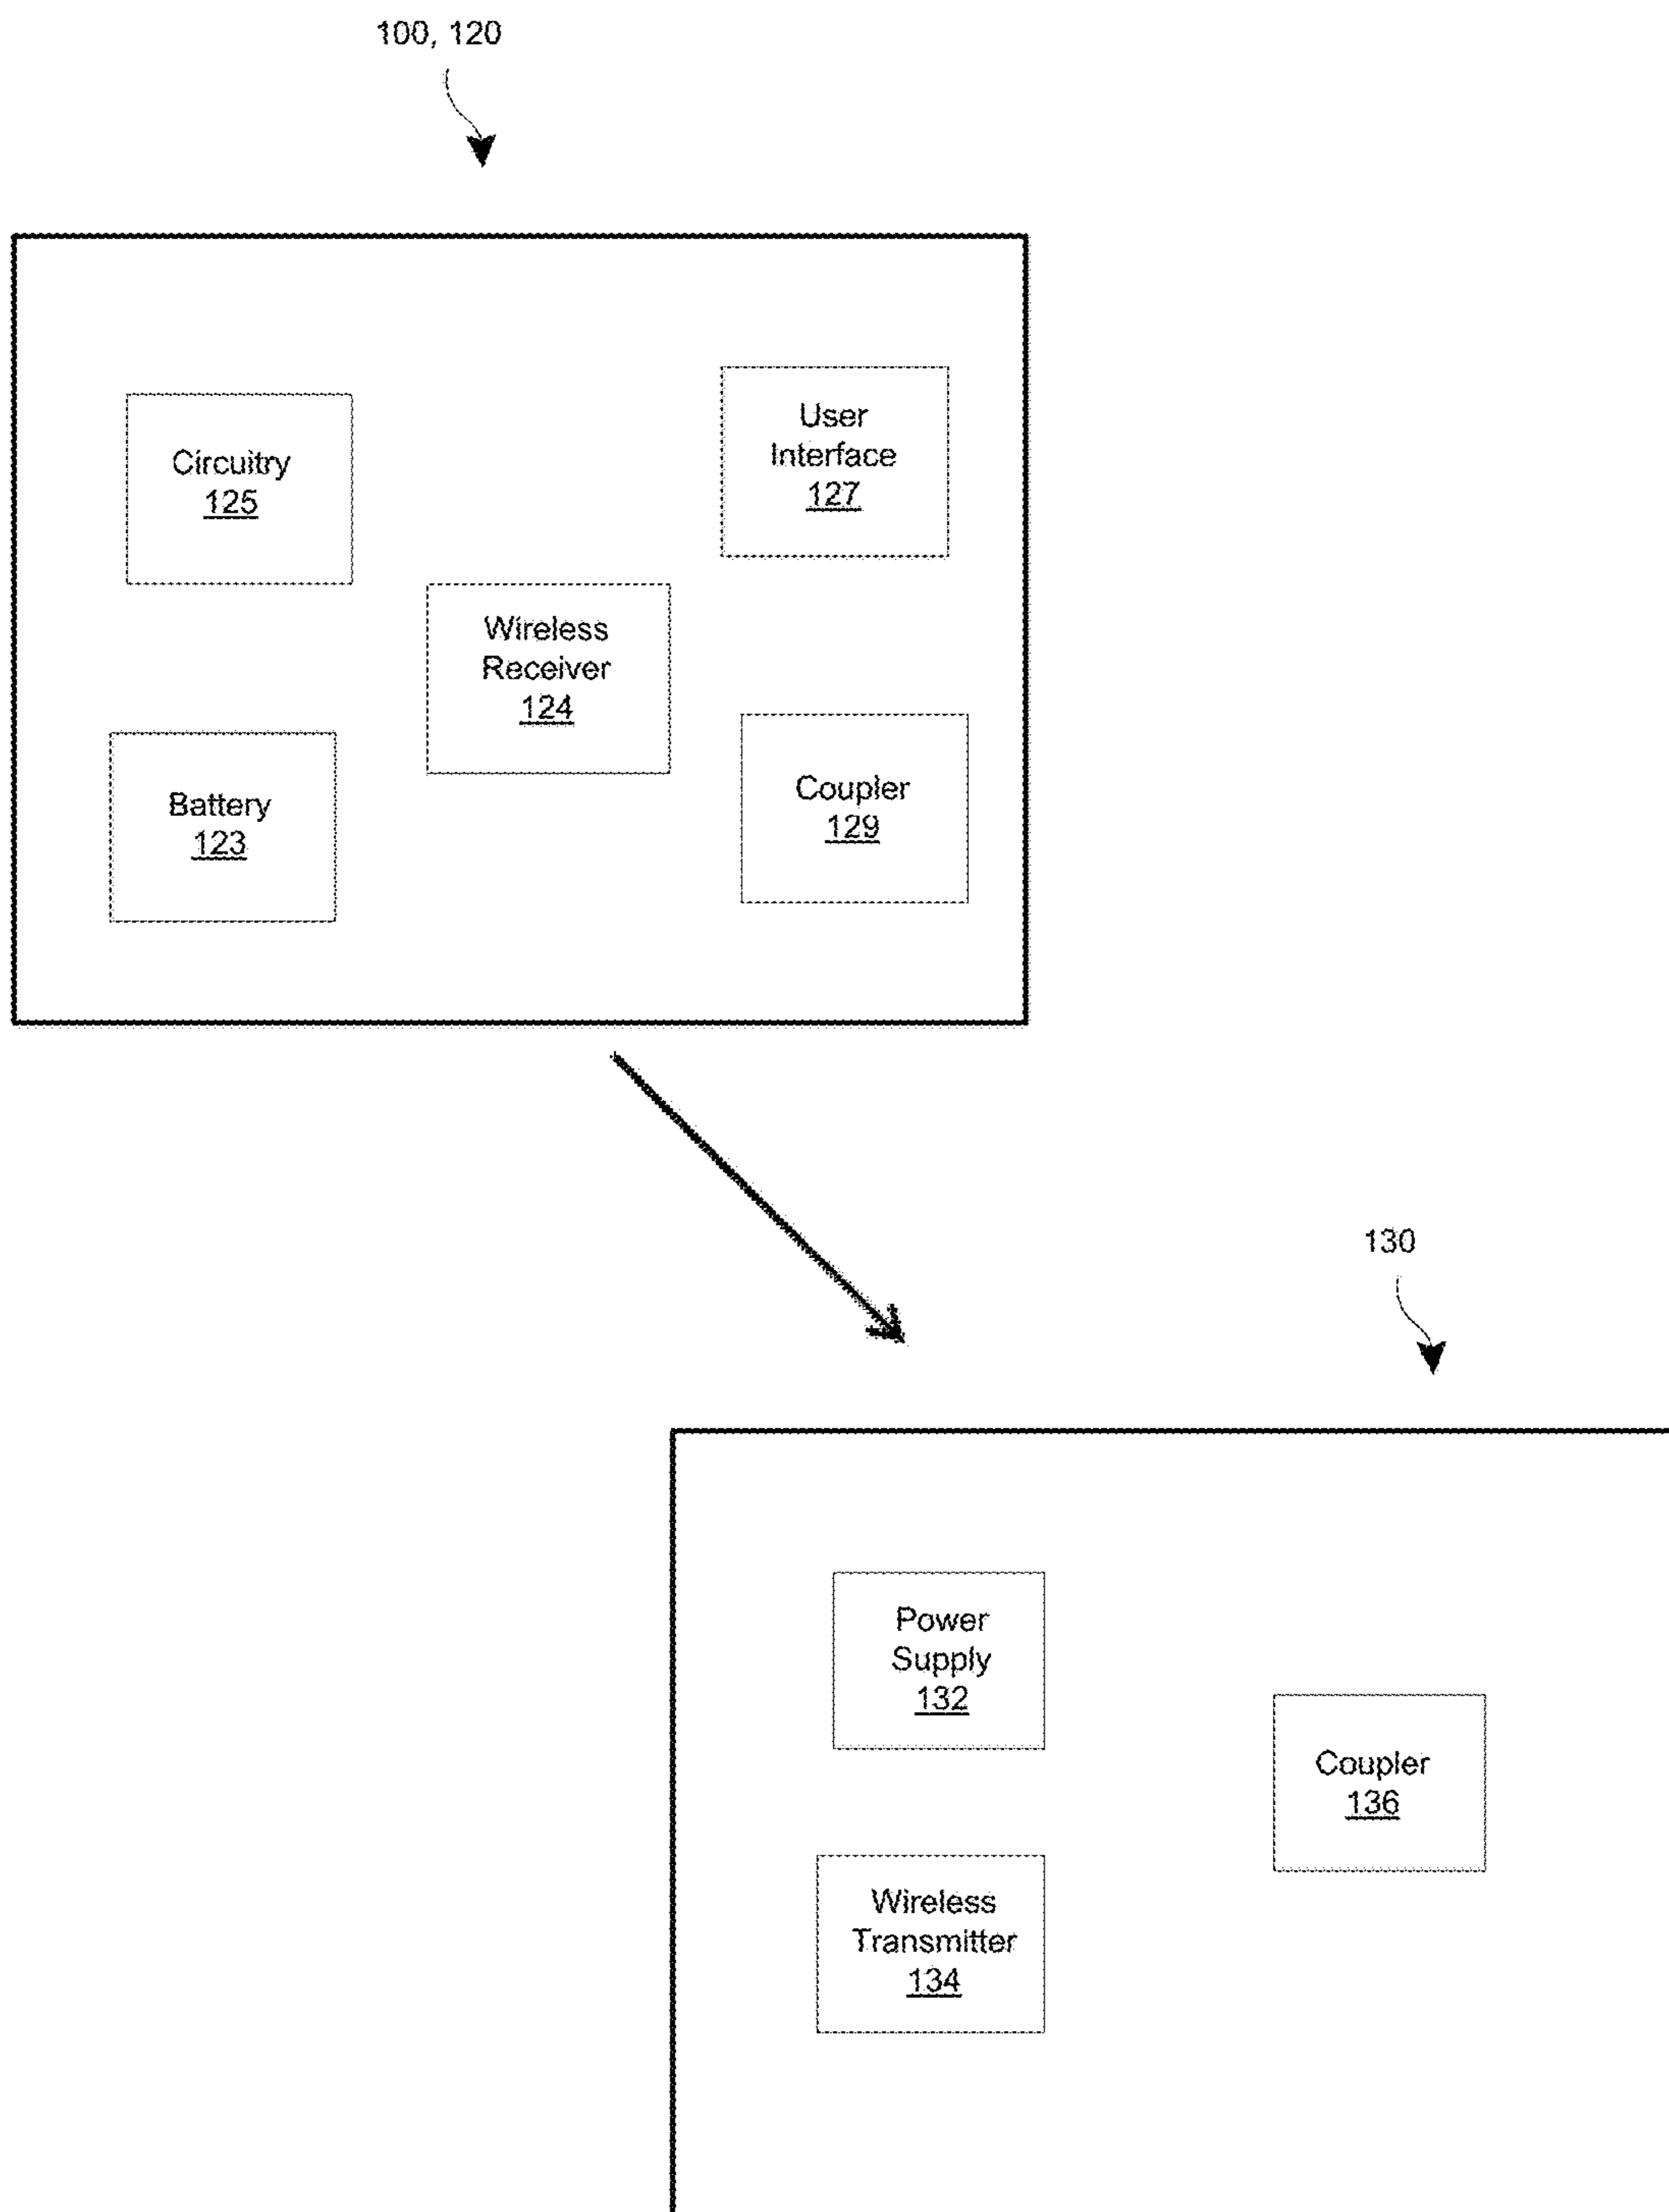 100, 120
Circuitry
125
User
Interface
127
Wireless
Receiver
124
Battery
123
Coupler
129
130
Power
Supply
132
Coupler
136
Wireless
Transmitter
134